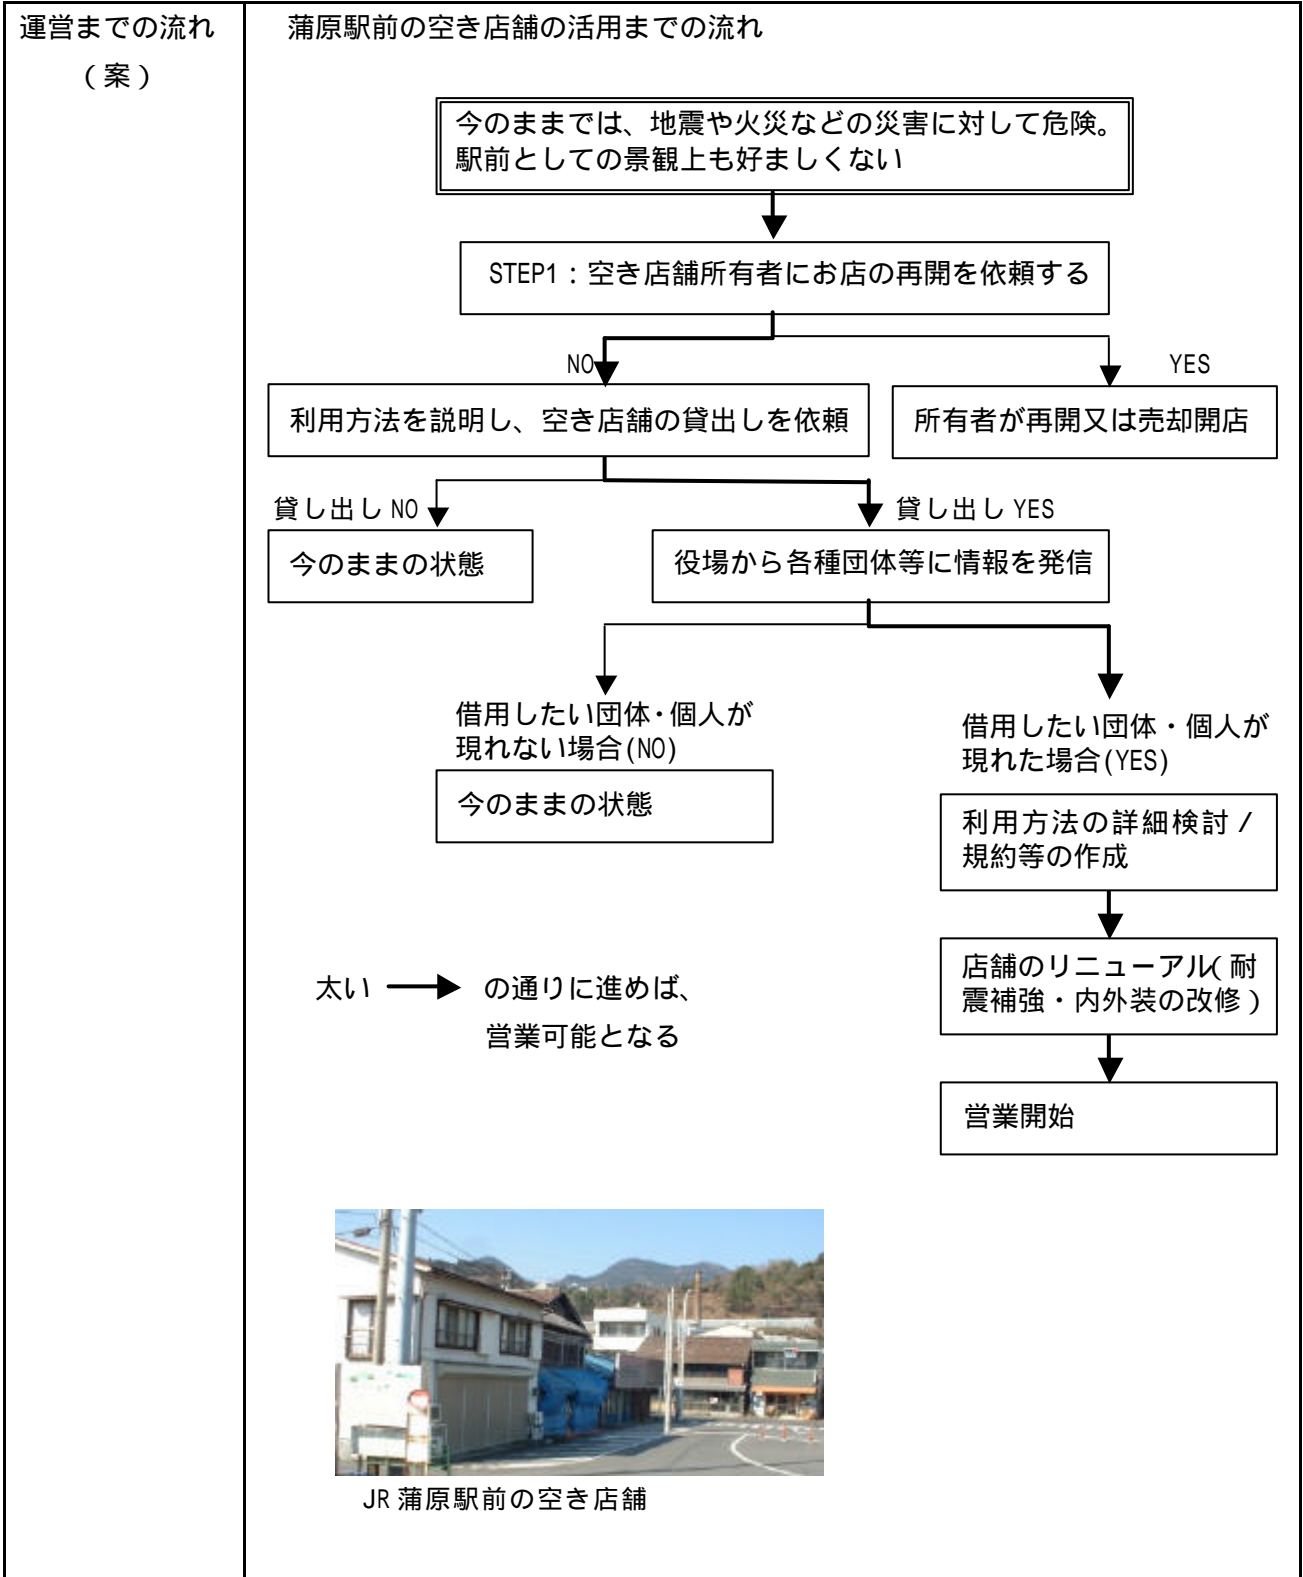 運営までの流れ
(案)
蒲原駅前の空き店舗の活用までの流れ
今のままでは、地震や火災などの災害に対して危険。
駅前としての景観上も好ましくない
STEP1：空き店舗所有者にお店の再開を依頼する
NO
YES
利用方法を説明し、空き店舗の貸出しを依頼
所有者が再開又は売却開店
貸し出し NO
貸し出し YES
今のままの状態
役場から各種団体等に情報を発信
借用したい団体・個人が
現れない場合(NO)
今のままの状態
借用したい団体・個人が
現れた場合(YES)
利用方法の詳細検討／
規約等の作成
店舗のリニューアル(耐
震補強・内外装の改修)
営業開始
太い → の通りに進めば、
営業可能となる
JR 蒲原駅前の空き店舗